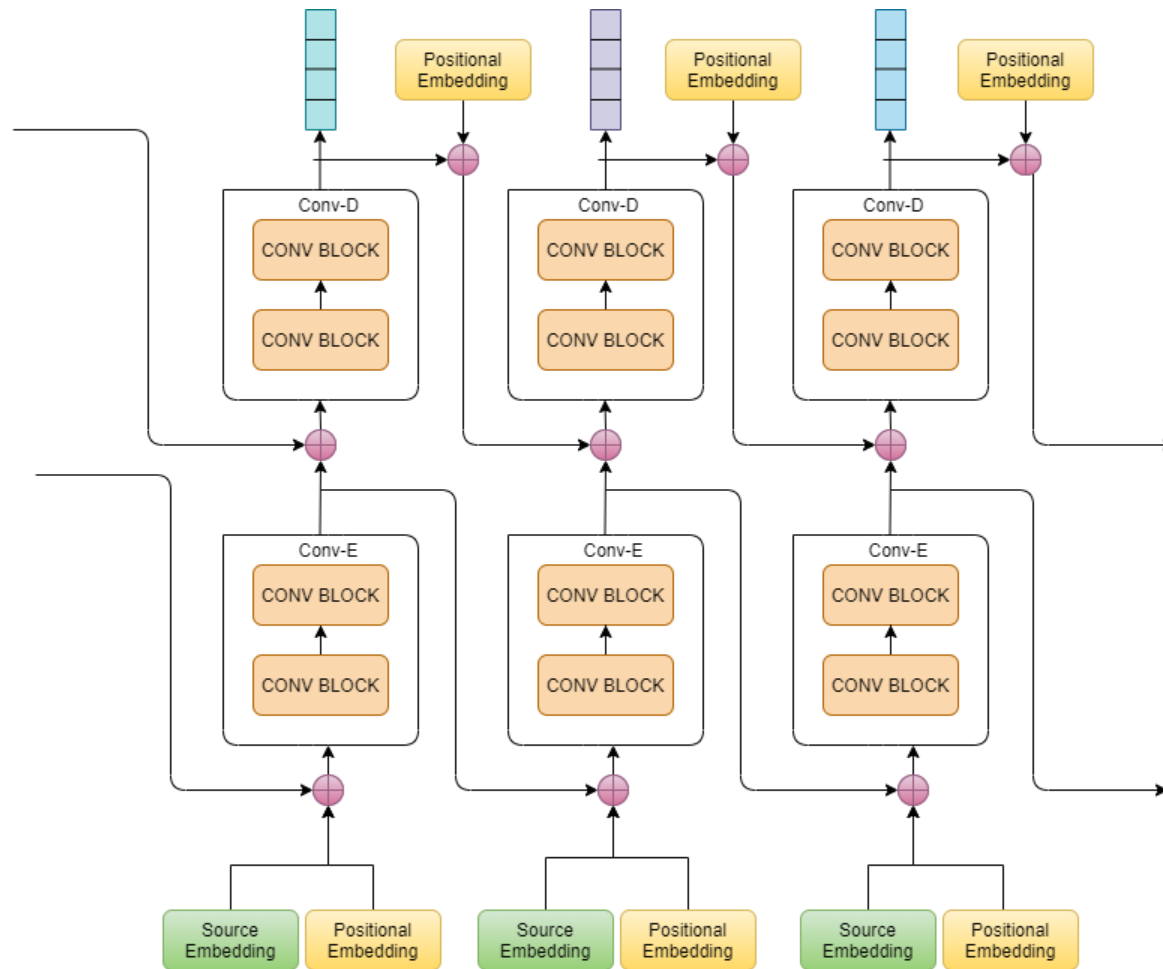 Positional
Embedding
Positional
Embedding
Positional
Embedding
Conv-D
CONV BLOCK
CONV BLOCK
Conv-D
CONV BLOCK
CONV BLOCK
Conv-D
CONV BLOCK
CONV BLOCK
Conv-E
CONV BLOCK
CONV BLOCK
Conv-E
CONV BLOCK
CONV BLOCK
Conv-E
CONV BLOCK
CONV BLOCK
Source
Embedding
Positional
Embedding
Source
Embedding
Positional
Embedding
Source
Embedding
Positional
Embedding